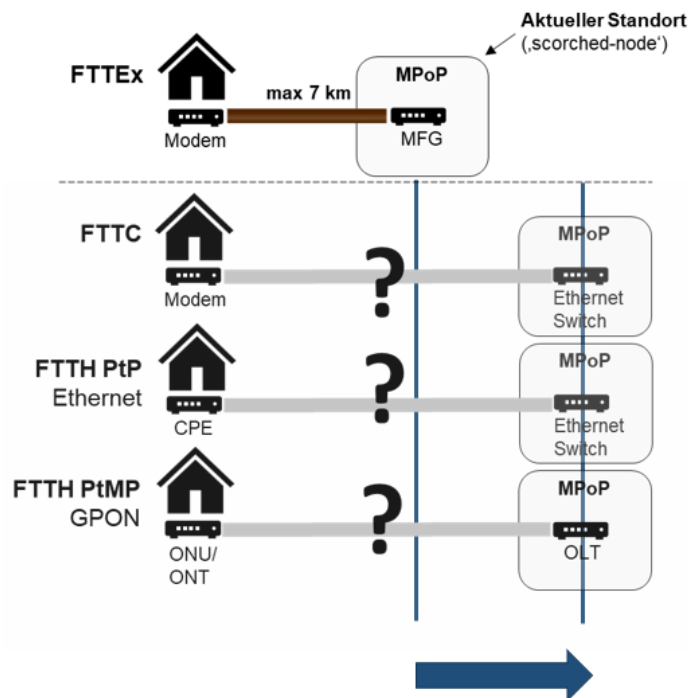 Aktueller Standort
(‚scorched-node‘)
FTTEx
max 7 km
MPoP
Modem
MFG
FTTC
MPoP
?
Modem
Ethernet
Switch
FTTH PtP
Ethernet
MPoP
?
CPE
Ethernet
Switch
FTTH PtMP
GPON
MPoP
?
ONU/
ONT
OLT